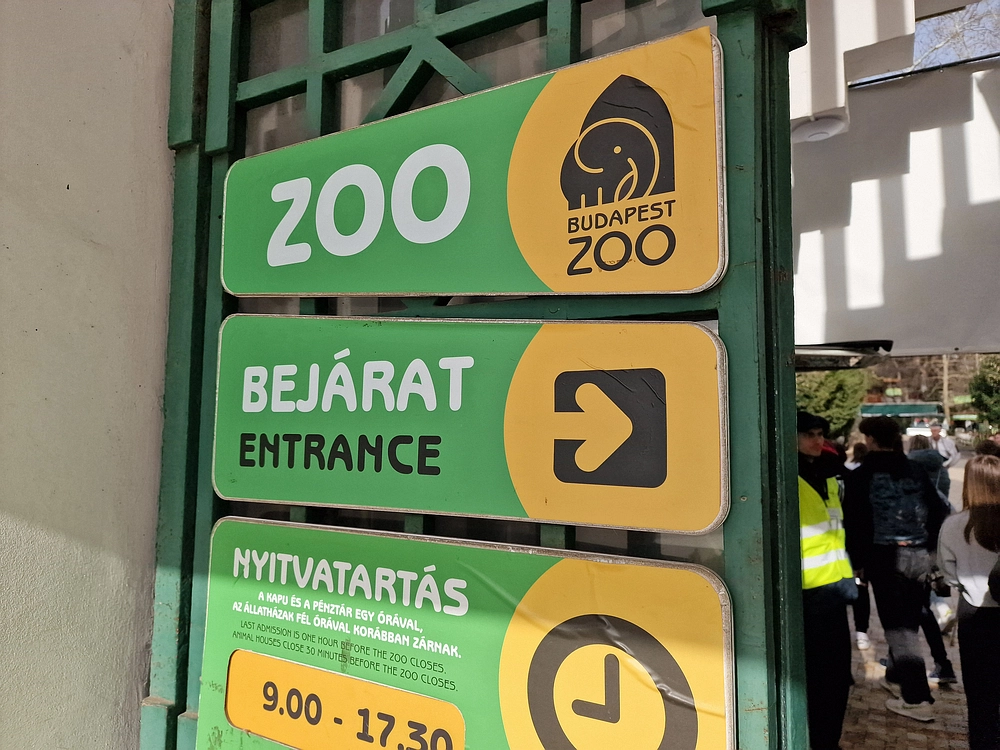 ZOO
BUDAPEST
ZOO
BEJÁRAT
ENTRANCE
NYITVATARTÁS
A KAPU ÉS A PÉNZTÁR EGY ÓRÁVAL,
AZ ÁLLATHÁZAK FÉL ÓRÁVAL KORÁBBAN ZÁRNAK.
LAST ADMISSION IS ONE HOUR BEFORE THE ZOO CLOSES.
ANIMAL HOUSES CLOSE 30 MINUTES BEFORE THE ZOO CLOSES.
9.00 - 17.30